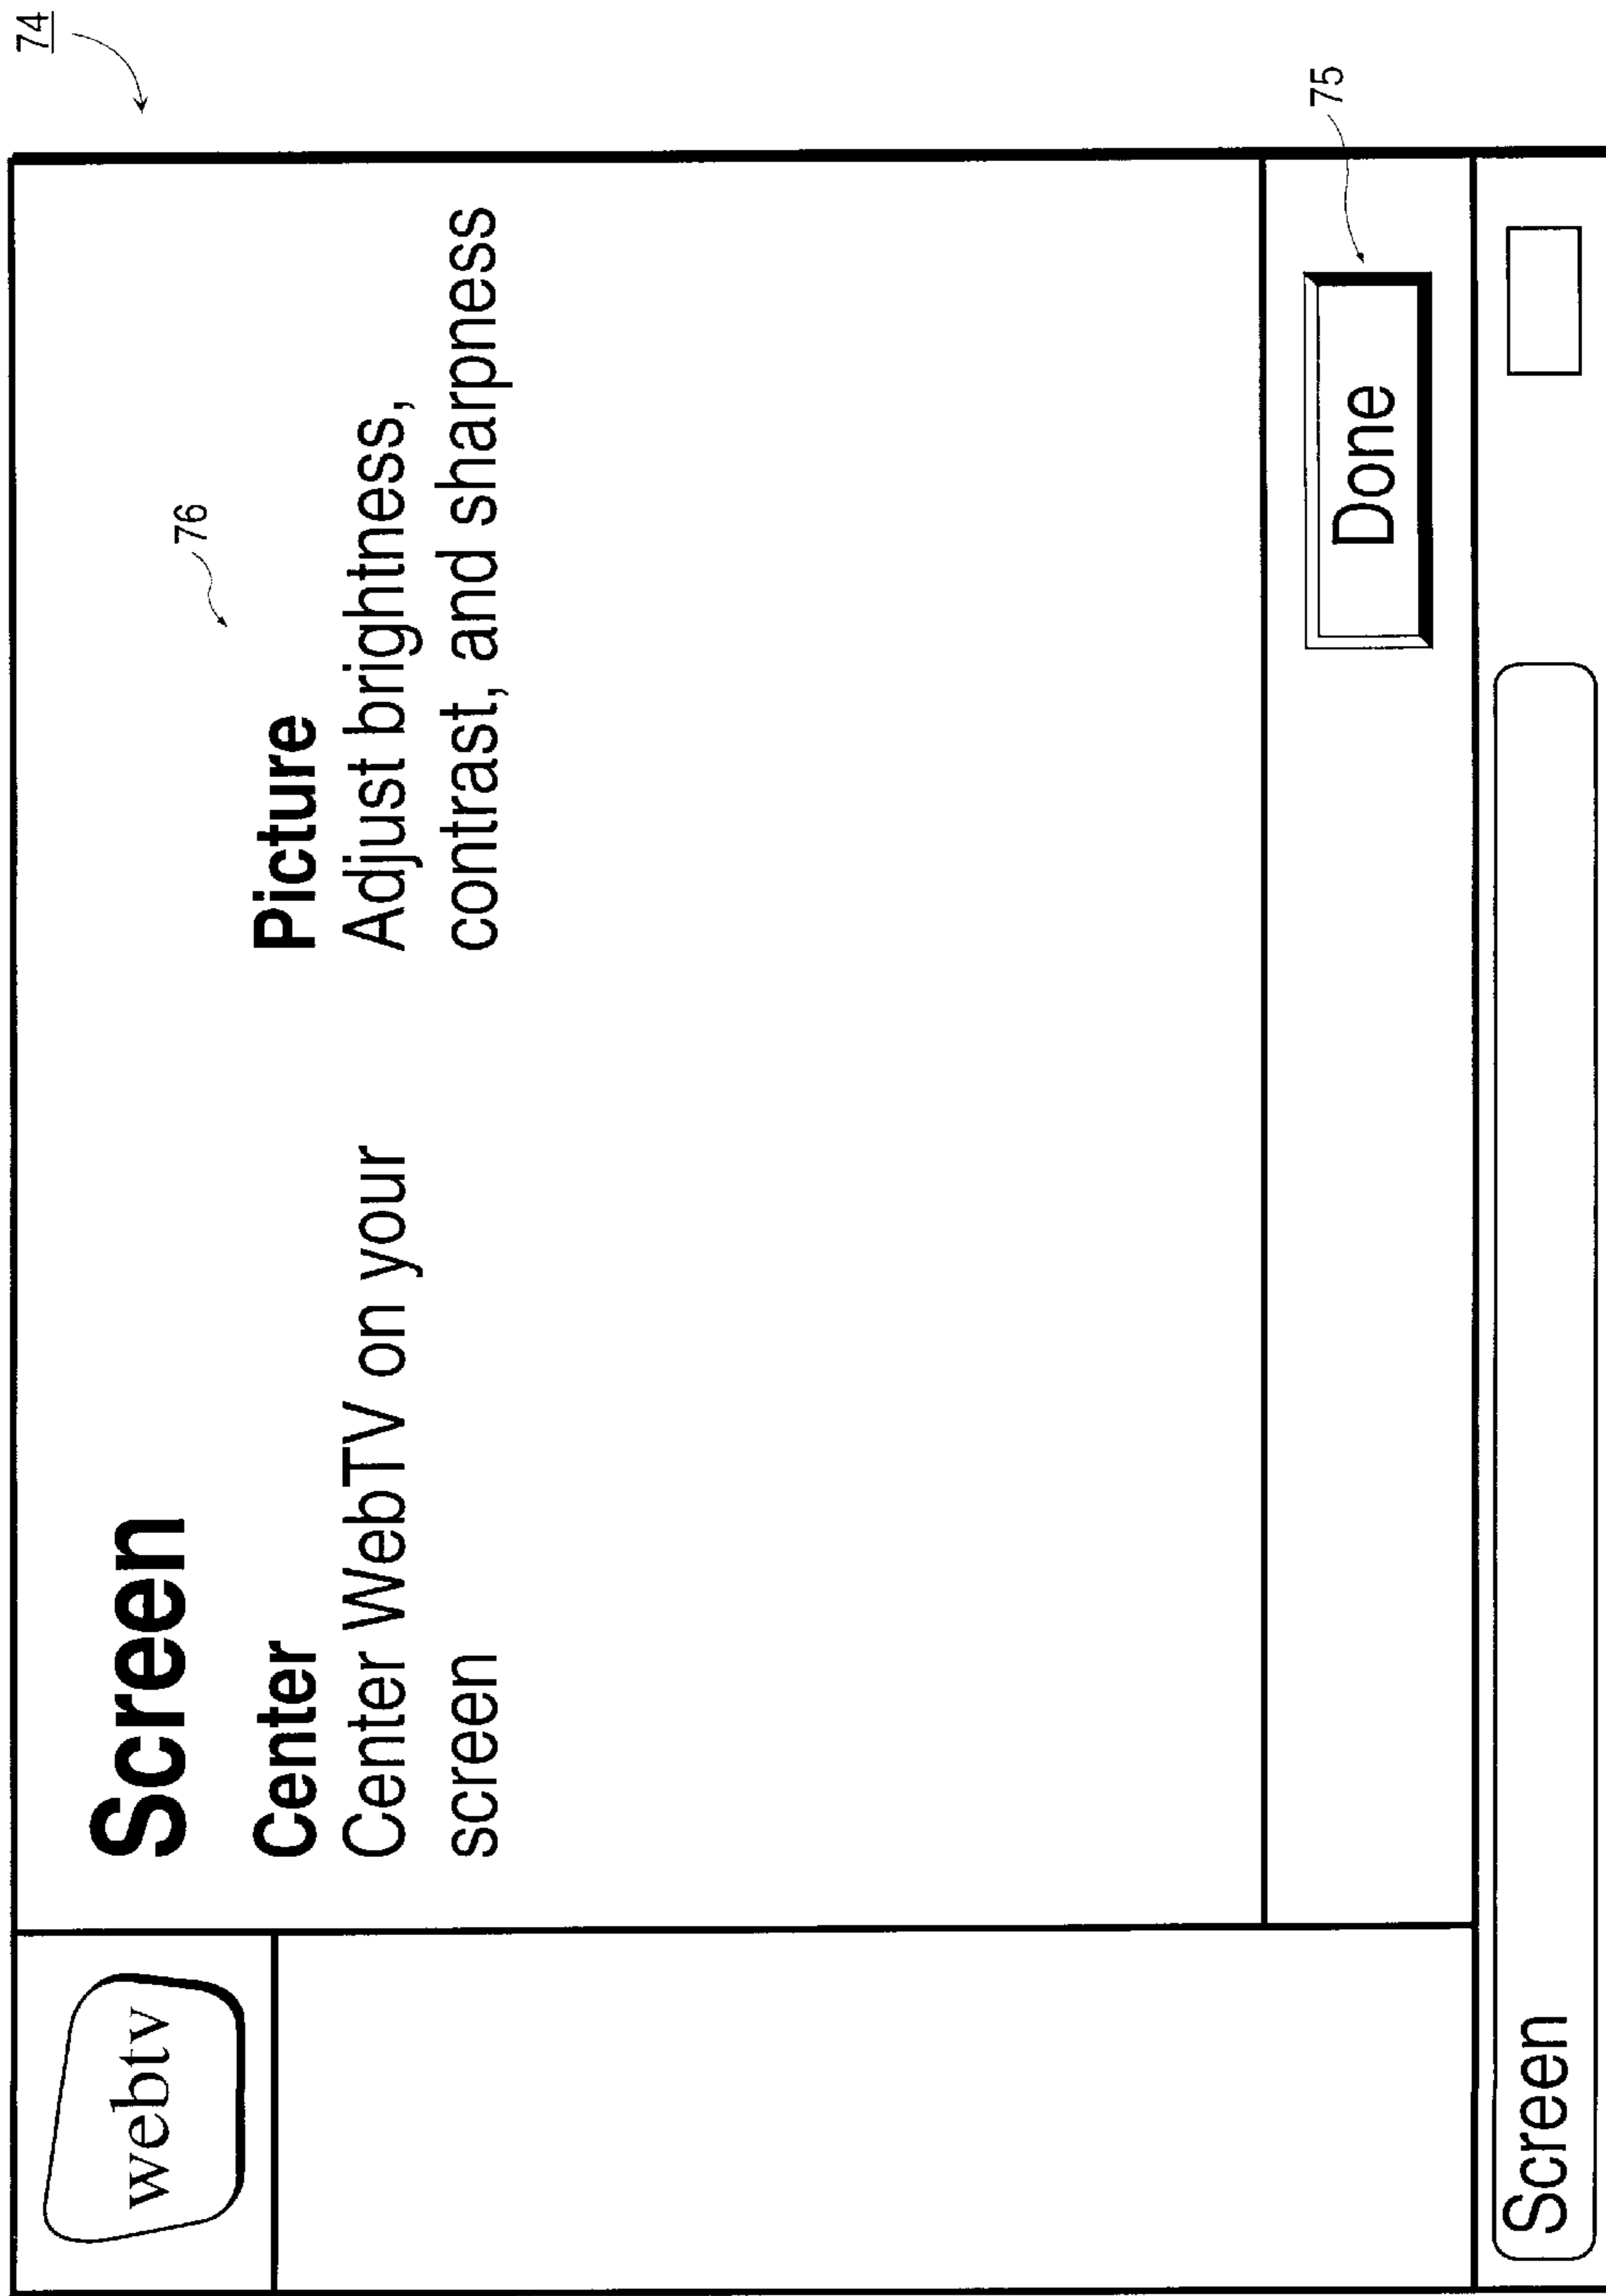 74
webtv
Screen
76
Center
Center WebTV on your
screen
Picture
Adjust brightness,
contrast, and sharpness
75
Done
Screen